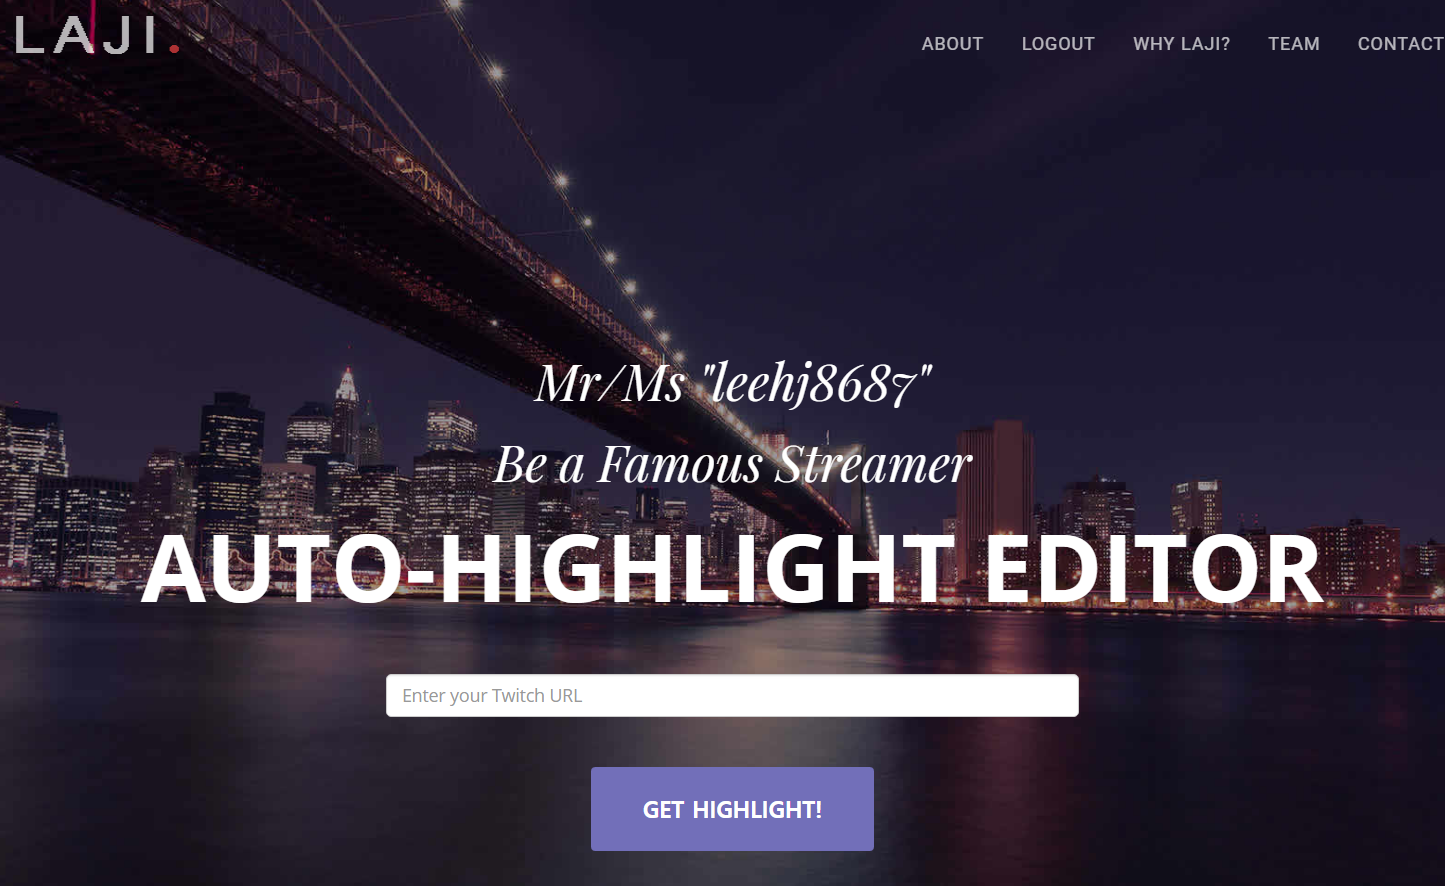 LAJI.
ABOUT LOGOUT WHY LAJI? TEAM CONTACT
Mr/Ms "leehj8687"
Be a Famous Streamer
AUTO-HIGHLIGHT EDITOR
Enter your Twitch URL
GET HIGHLIGHT!